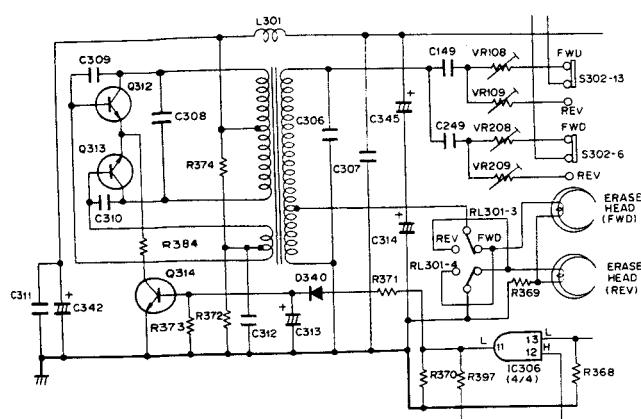 L301
C309
Q312
C308
Q313
C310
R374
C306
C307
C345
C149
VR108
FWD
S302-13
VR109
REV
C249
VR208
FWD
S302-6
VR209
REV
ERASE
HEAD
(FWD)
RL301-3
REV
FWD
RL301-4
C314
ERASE
HEAD
(REV)
R369
R384
Q314
D340
R371
C311
C342
R373
R372
C312
C313
L
11
13
12
L
H
IC306
(4/4)
R370
R397
R368